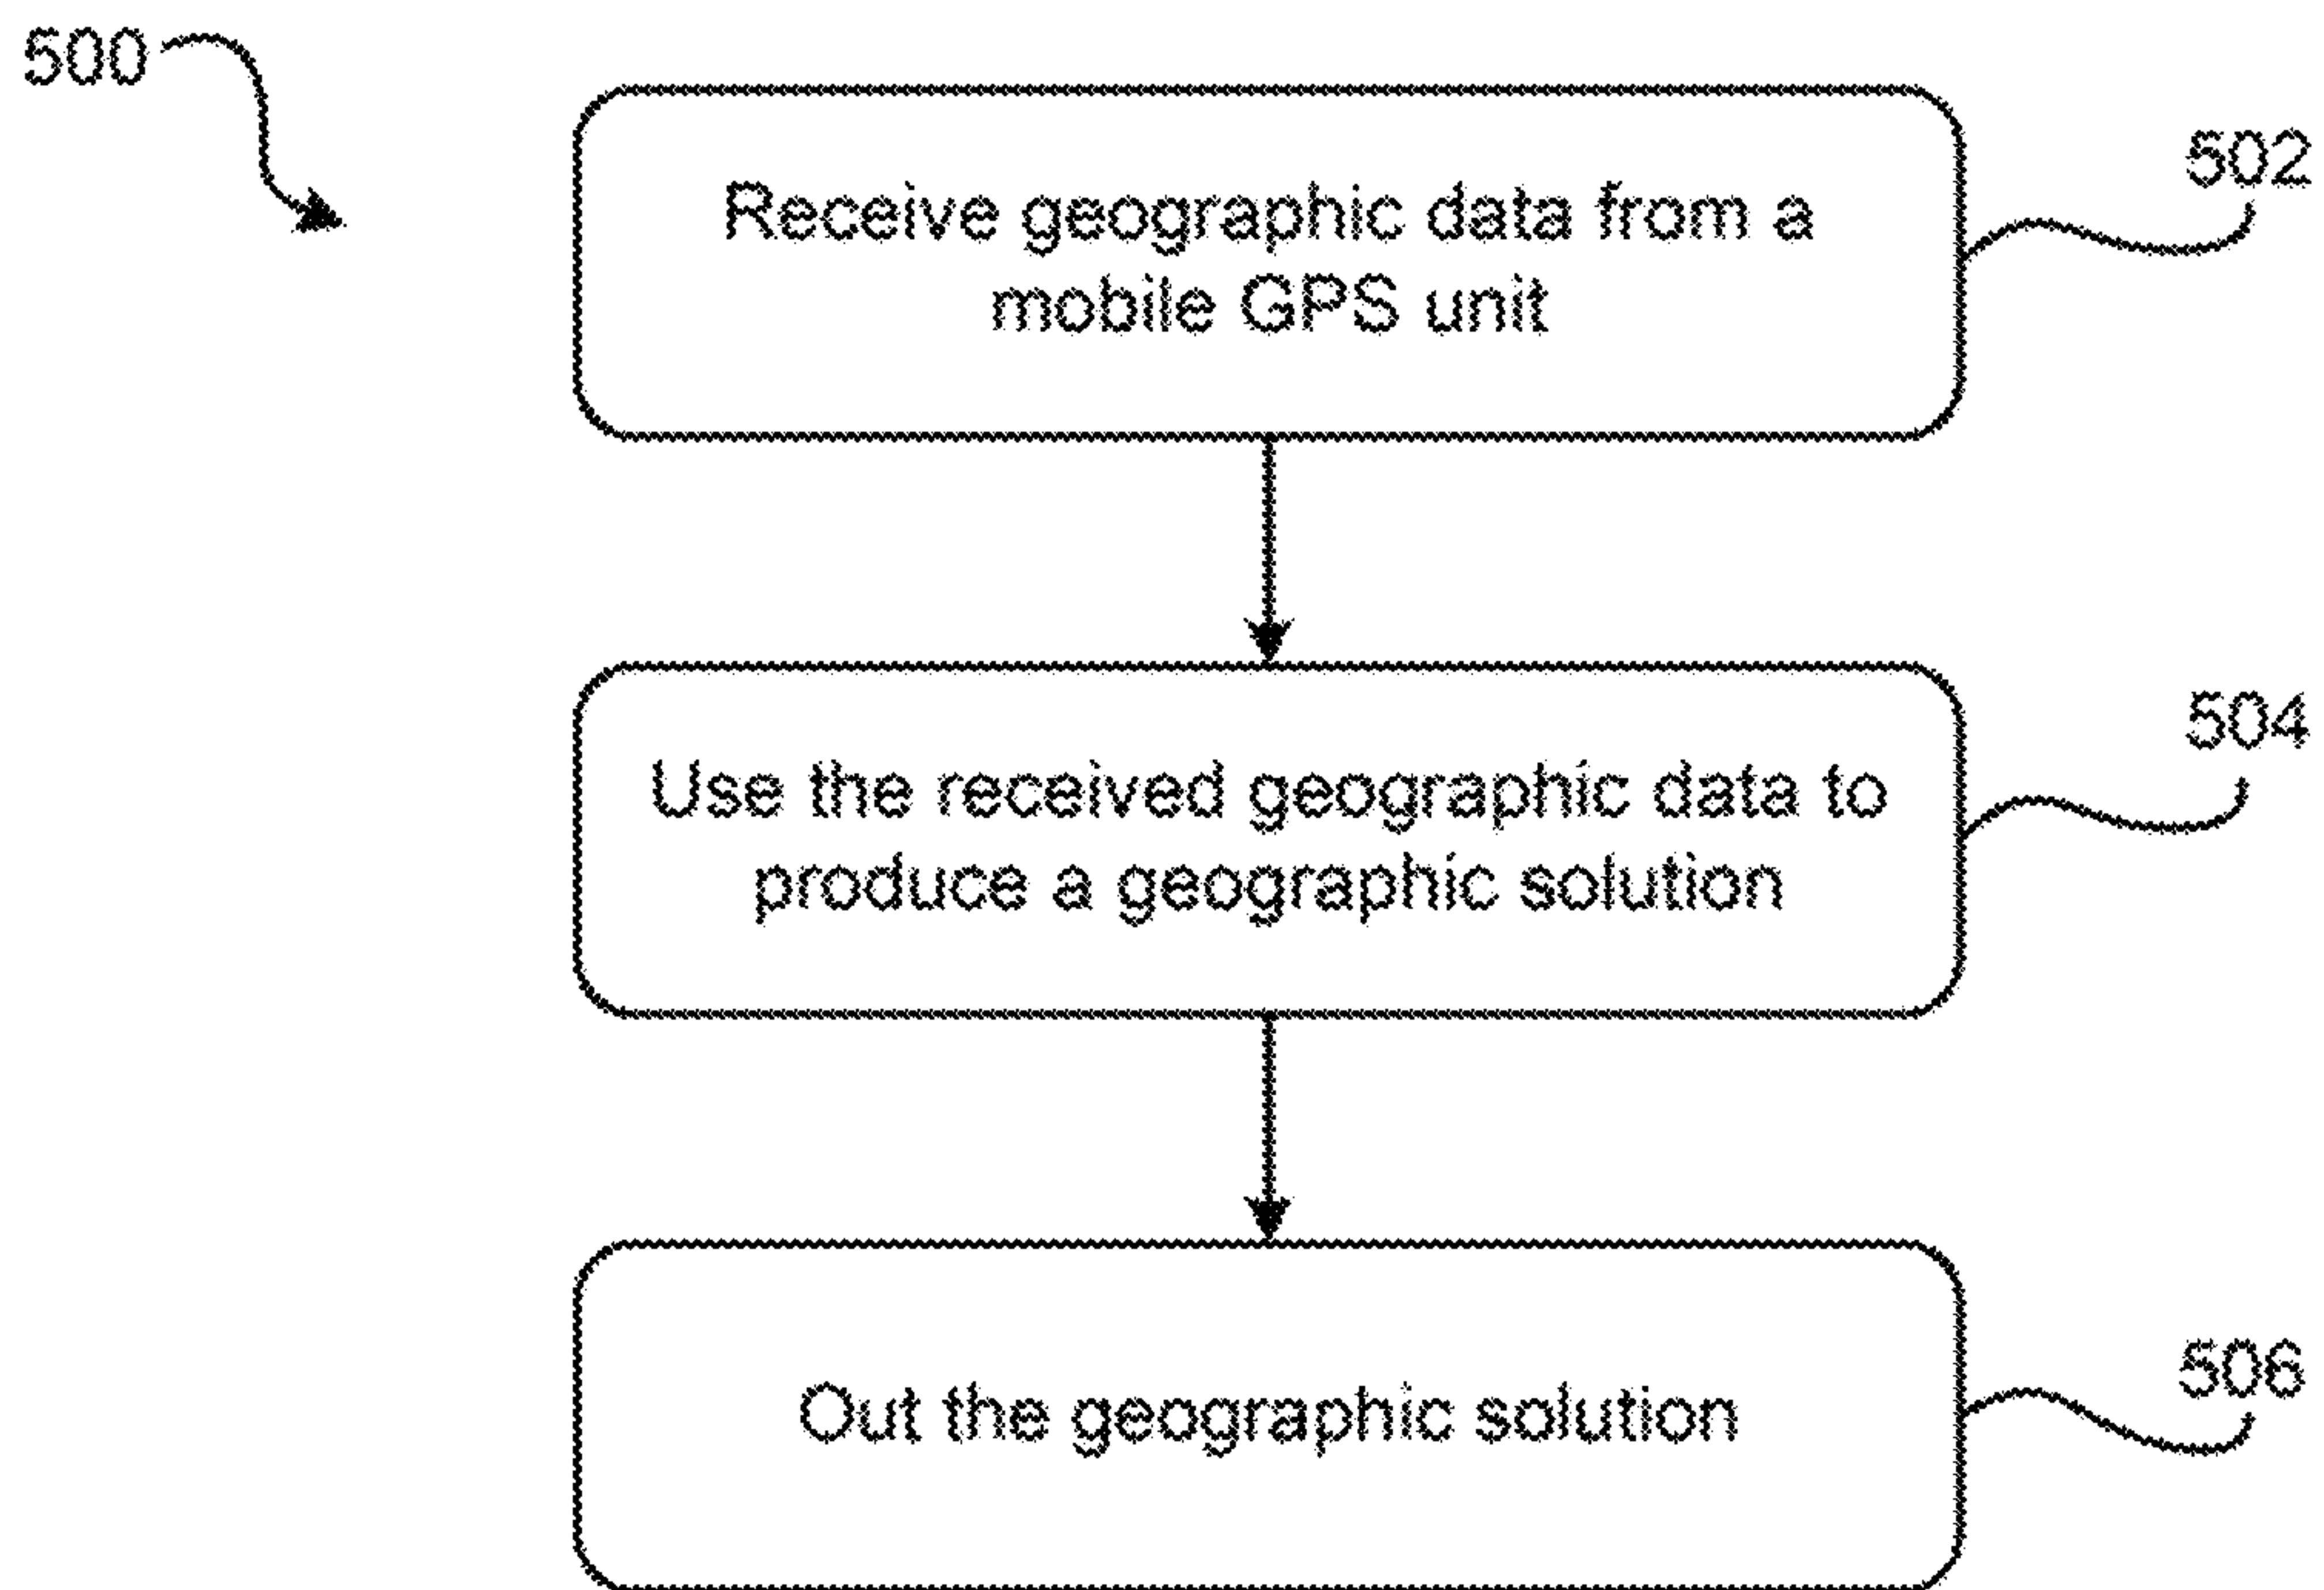 500
502
Receive geographic data from a
mobile GPS unit
504
Use the received geographic data to
produce a geographic solution
506
Out the geographic solution